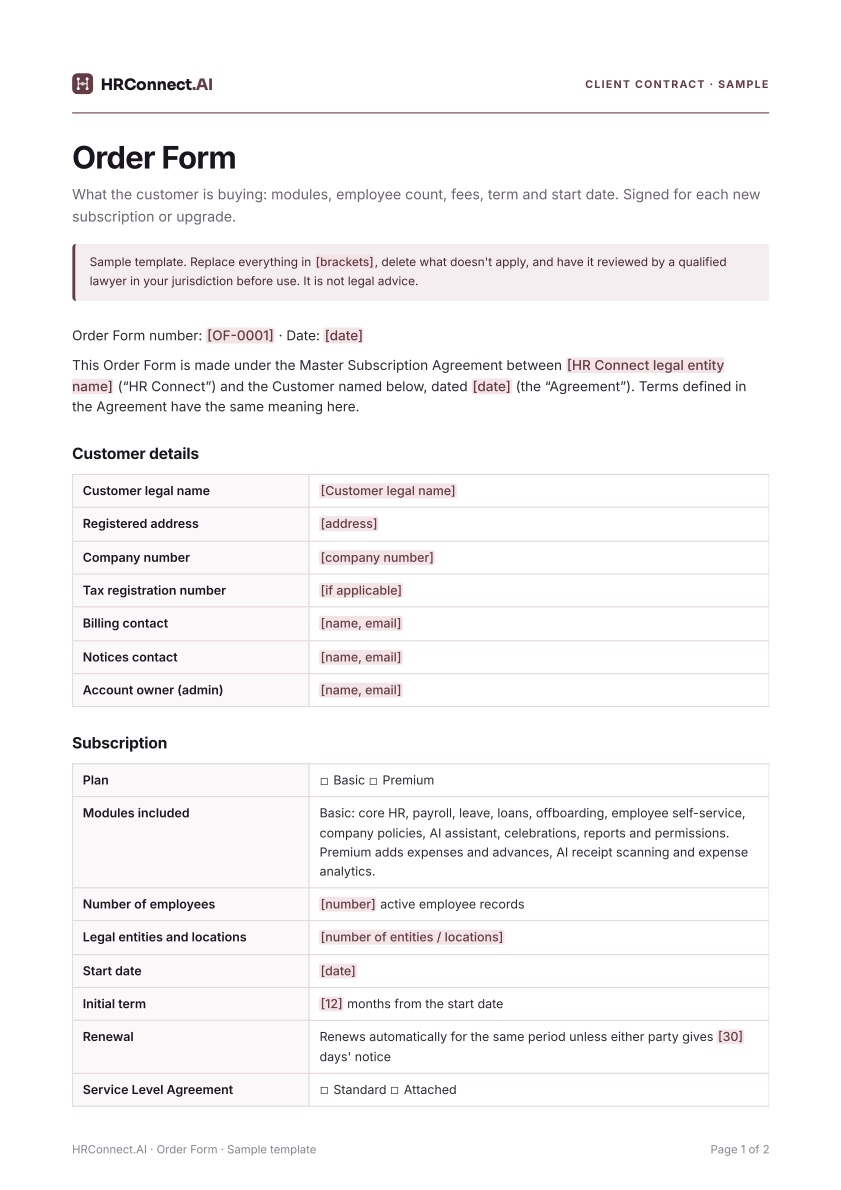 HRConnect.AI
CLIENT CONTRACT · SAMPLE
Order Form
What the customer is buying: modules, employee count, fees, term and start date. Signed for each new
subscription or upgrade.
Sample template. Replace everything in [brackets], delete what doesn't apply, and have it reviewed by a qualified
lawyer in your jurisdiction before use. It is not legal advice.
Order Form number: [OF-0001] · Date: [date]
This Order Form is made under the Master Subscription Agreement between [HR Connect legal entity
name] (“HR Connect”) and the Customer named below, dated [date] (the “Agreement”). Terms defined in
the Agreement have the same meaning here.
Customer details
Customer legal name [Customer legal name]
Registered address [address]
Company number [company number]
Tax registration number [if applicable]
Billing contact [name, email]
Notices contact [name, email]
Account owner (admin) [name, email]
Subscription
Plan □ Basic □ Premium
Modules included Basic: core HR, payroll, leave, loans, offboarding, employee self-service,
company policies, AI assistant, celebrations, reports and permissions.
Premium adds expenses and advances, AI receipt scanning and expense
analytics.
Number of employees [number] active employee records
Legal entities and locations [number of entities / locations]
Start date [date]
Initial term [12] months from the start date
Renewal Renews automatically for the same period unless either party gives [30]
days' notice
Service Level Agreement □ Standard □ Attached
HRConnect.AI · Order Form · Sample template
Page 1 of 2